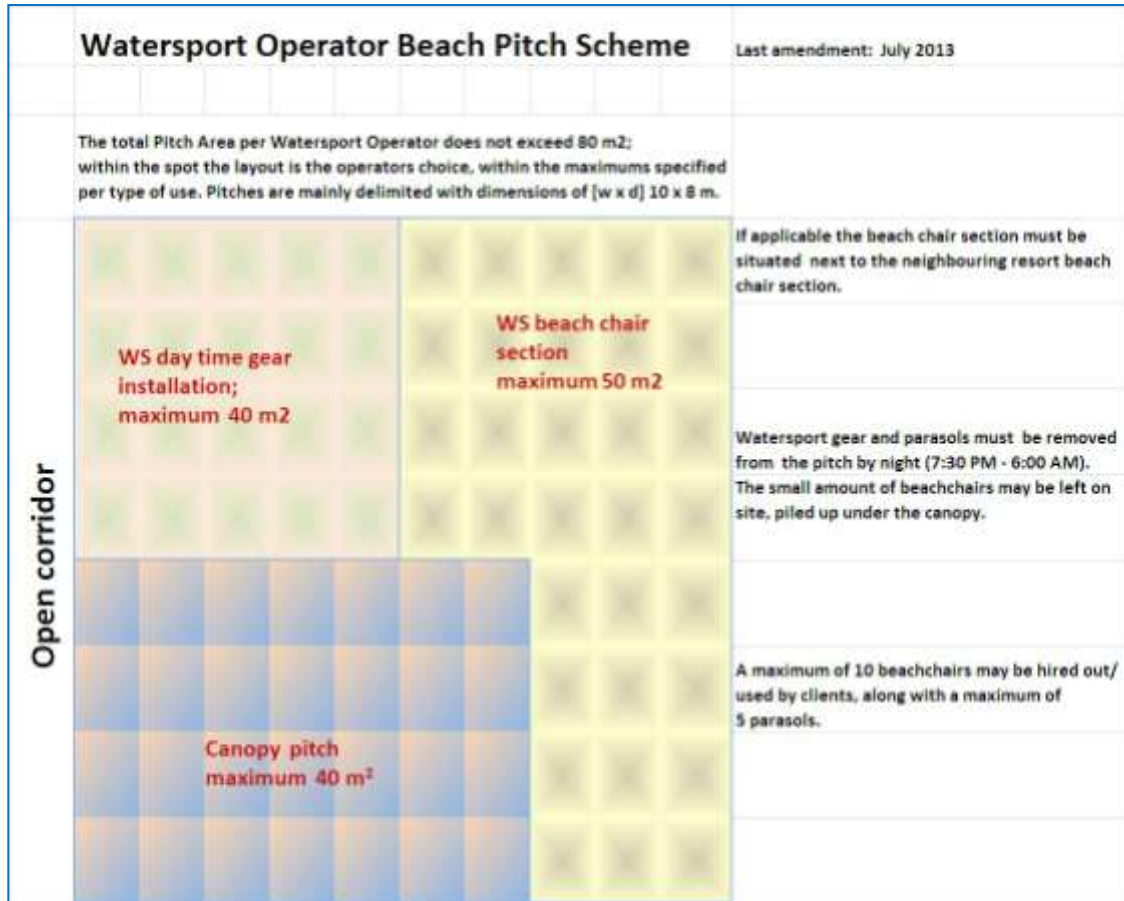 Watersport Operator Beach Pitch Scheme
Last amendment: July 2013
The total Pitch Area per Watersport Operator does not exceed 80 m2;
within the spot the layout is the operators choice, within the maximums specified
per type of use. Pitches are mainly delimited with dimensions of [w x d] 10 x 8 m.
If applicable the beach chair section must be
situated next to the neighbouring resort beach
chair section.
WS day time gear
installation;
maximum 40 m2
WS beach chair
section
maximum 50 m2
Watersport gear and parasols must be removed
from the pitch by night (7:30 PM - 6:00 AM).
The small amount of beachchairs may be left on
site, piled up under the canopy.
Open corridor
A maximum of 10 beachchairs may be hired out/
used by clients, along with a maximum of
5 parasols.
Canopy pitch
maximum 40 m²